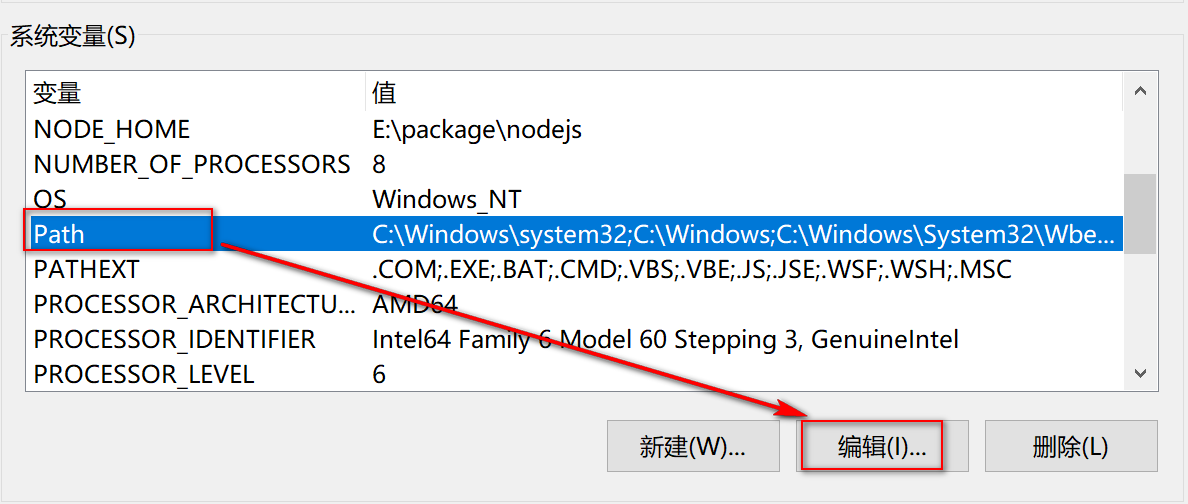 系统变量(S)
变量 值
NODE_HOME E:\package\nodejs
NUMBER_OF_PROCESSORS 8
OS Windows_NT
Path C:\Windows\system32;C:\Windows;C:\Windows\System32\Wbe...
PATHEXT .COM;.EXE;.BAT;.CMD;.VBS;.VBE;.JS;.JSE;.WSF;.WSH;.MSC
PROCESSOR_ARCHITECTU... AMD64
PROCESSOR_IDENTIFIER Intel64 Family 6 Model 60 Stepping 3, GenuineIntel
PROCESSOR_LEVEL 6
新建(W)... 编辑(I)... 删除(L)